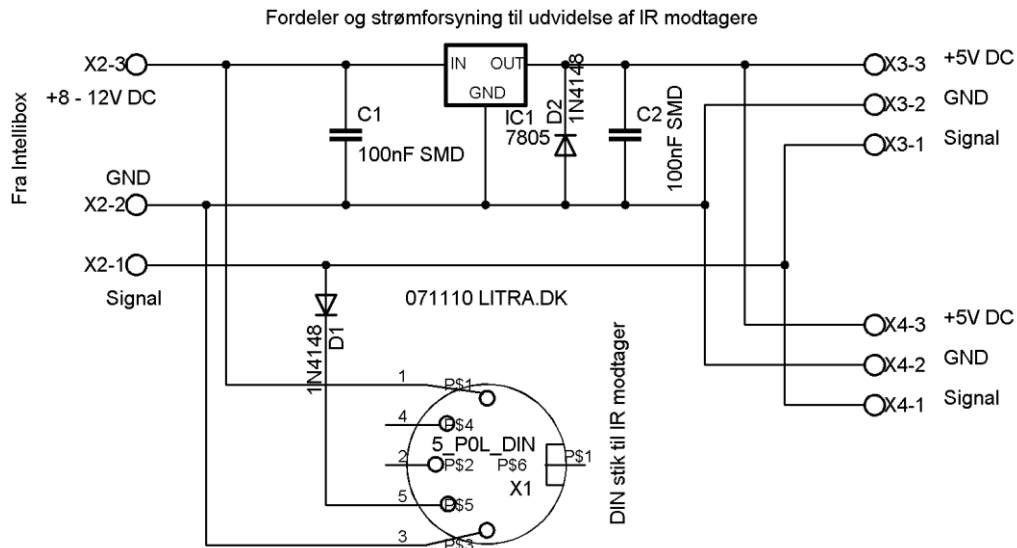 Fordeler og strømforsyning til udvidelse af IR modtagere
X2-3
+8 - 12V DC
Fra Intellibox
GND
X2-2
X2-1
Signal
C1
100nF SMD
IN OUT
GND
IC1
7805
D2
1N4148
C2
100nF SMD
X3-3 +5V DC
X3-2 GND
X3-1 Signal
1N4148
D1
071110 LITRA.DK
DIN stik til IR modtager
X4-3 +5V DC
X4-2 GND
X4-1 Signal
1 P$1
4 P$4
5_P0L_DIN
2 P$2 P$6 P$1
X1
5 P$5
3 P$3